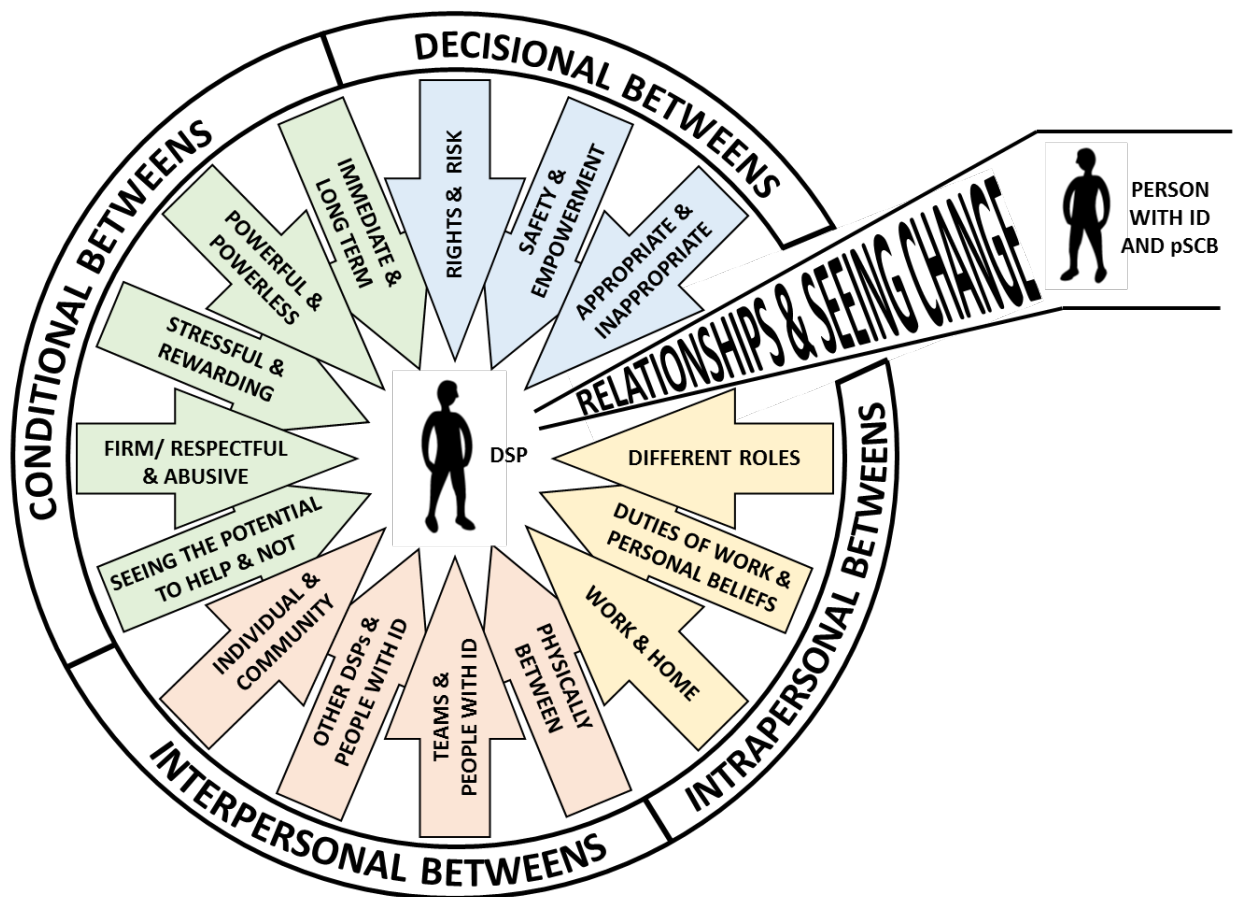 DECISIONAL BETWEENS
RIGHTS & RISK
SAFETY &
EMPOWERMENT
APPROPRIATE &
INAPPROPRIATE
RELATIONSHIPS & SEEING CHANGE
PERSON
WITH ID
AND pSCB
CONDITIONAL BETWEENS
IMMEDIATE &
LONG TERM
POWERFUL &
POWERLESS
STRESSFUL &
REWARDING
FIRM/ RESPECTFUL
& ABUSIVE
SEEING THE POTENTIAL
TO HELP & NOT
DSP
INTRAPERSONAL BETWEENS
DIFFERENT ROLES
DUTIES OF WORK &
PERSONAL BELIEFS
WORK & HOME
INTERPERSONAL BETWEENS
INDIVIDUAL &
COMMUNITY
OTHER DSPs &
PEOPLE WITH ID
TEAMS &
PEOPLE WITH ID
PHYSICALLY
BETWEEN